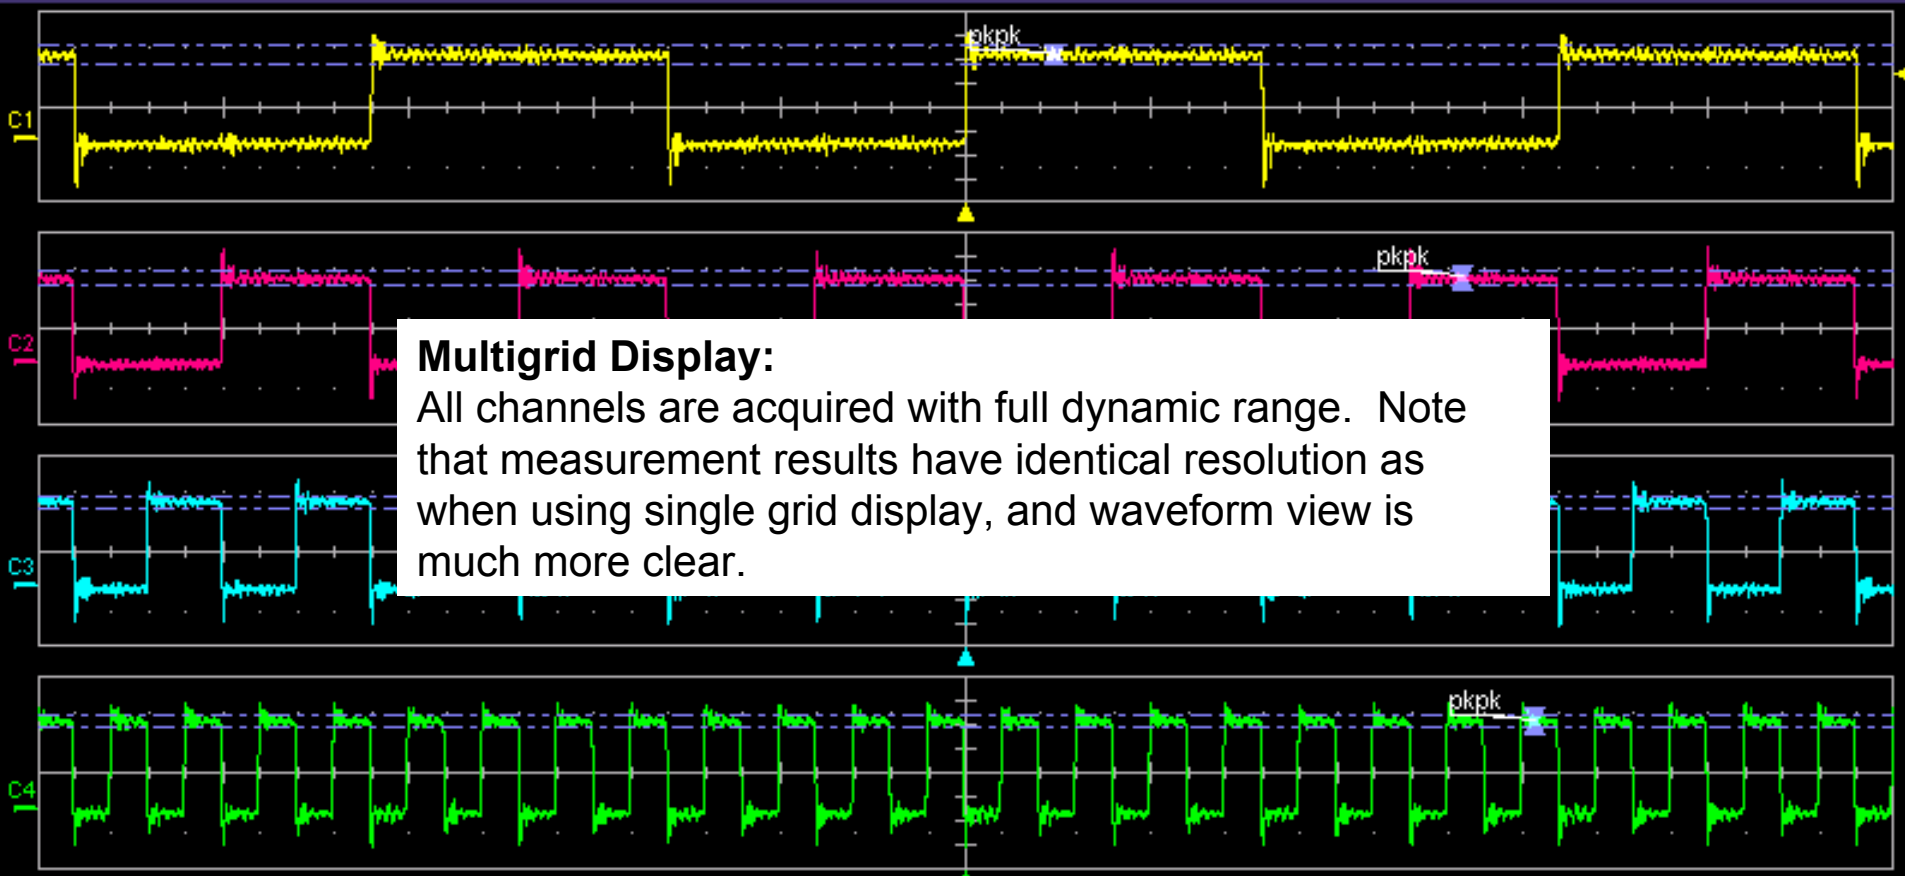 pkpk
C1
pkpk
C2
Multigrid Display:
All channels are acquired with full dynamic range.  Note
that measurement results have identical resolution as
when using single grid display, and waveform view is
much more clear.
C3
pkpk
C4